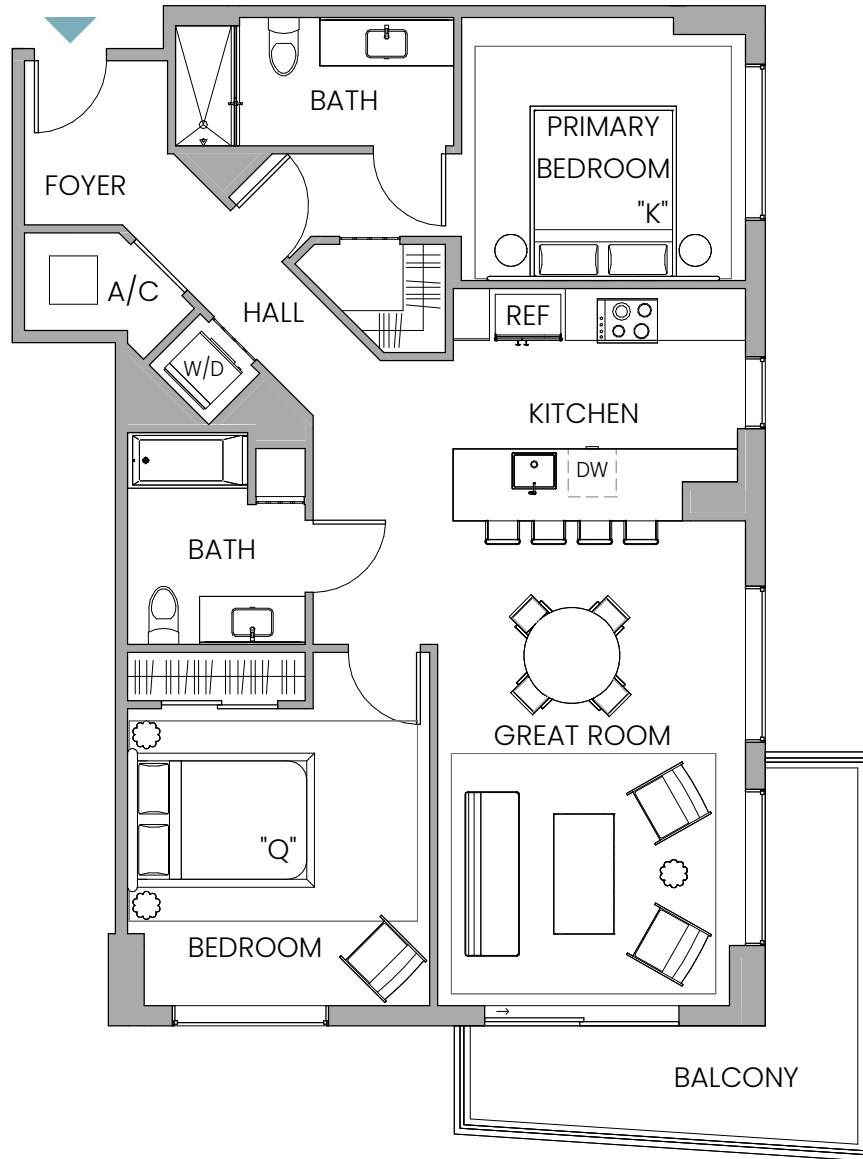 BATH
PRIMARY
BEDROOM
"K"
FOYER
A/C
HALL
REF
W/D
KITCHEN
DW
BATH
GREAT ROOM
"Q"
BEDROOM
BALCONY